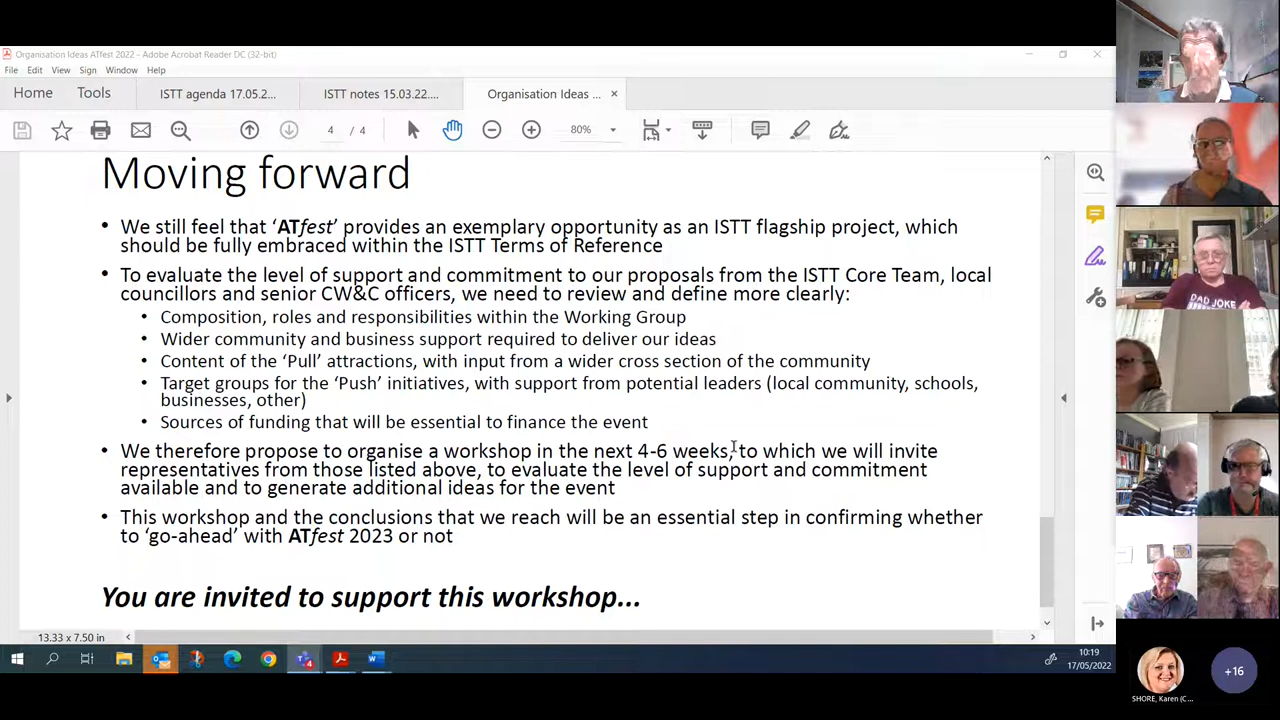 Organisation Ideas ATfest 2022 - Adobe Acrobat Reader DC (32-bit)
File Edit View Sign Window Help
Home Tools ISTT agenda 17.05.2... ISTT notes 15.03.22.... Organisation Ideas ... ×
4 / 4 80%
Moving forward
• We still feel that ‘ATfest’ provides an exemplary opportunity as an ISTT flagship project, which
should be fully embraced within the ISTT Terms of Reference
• To evaluate the level of support and commitment to our proposals from the ISTT Core Team, local
councillors and senior CW&C officers, we need to review and define more clearly:
• Composition, roles and responsibilities within the Working Group
• Wider community and business support required to deliver our ideas
• Content of the ‘Pull’ attractions, with input from a wider cross section of the community
• Target groups for the ‘Push’ initiatives, with support from potential leaders (local community, schools,
businesses, other)
• Sources of funding that will be essential to finance the event
• We therefore propose to organise a workshop in the next 4-6 weeks, to which we will invite
representatives from those listed above, to evaluate the level of support and commitment
available and to generate additional ideas for the event
• This workshop and the conclusions that we reach will be an essential step in confirming whether
to ‘go-ahead’ with ATfest 2023 or not
You are invited to support this workshop...
13.33 x 7.50 in
10:19
17/05/2022
DAD JOKE
SHORE, Karen (C...
+16